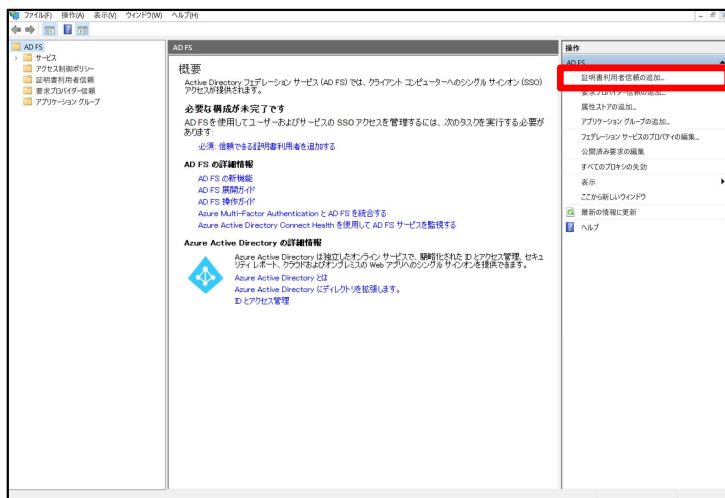 ファイル(F) 操作(A) 表示(V) ウィンドウ(W) ヘルプ(H)
AD FS
サービス
アクセス制御ポリシー
証明書利用者信頼
要求プロバイダー信頼
アプリケーション グループ
AD FS
概要
Active Directory フェデレーション サービス (AD FS) では、クライアント コンピューターへのシングル サインオン (SSO)
アクセスが提供されます。
必要な構成が未完了です
AD FS を使用してユーザーおよびサービスの SSO アクセスを管理するには、次のタスクを実行する必要が
あります:
必須: 信頼できる証明書利用者を追加する
AD FS の詳細情報
AD FS の新機能
AD FS 展開ガイド
AD FS 操作ガイド
Azure Multi-Factor Authentication と AD FS を統合する
Azure Active Directory Connect Health を使用して AD FS サービスを監視する
Azure Active Directory の詳細情報
Azure Active Directory は独立したオンライン サービスで、簡略化された ID とアクセス管理、セキュ
リティ レポート、クラウドおよびオンプレミスの Web アプリへのシングル サインオンを提供できます。
Azure Active Directory とは
Azure Active Directory にディレクトリを拡張します。
ID とアクセス管理
操作
AD FS
証明書利用者信頼の追加...
要求プロバイダー信頼の追加...
属性ストアの追加...
アプリケーション グループの追加...
フェデレーション サービスのプロパティの編集...
公開済み要求の編集
すべてのプロキシの失効
表示
ここから新しいウィンドウ
最新の情報に更新
ヘルプ